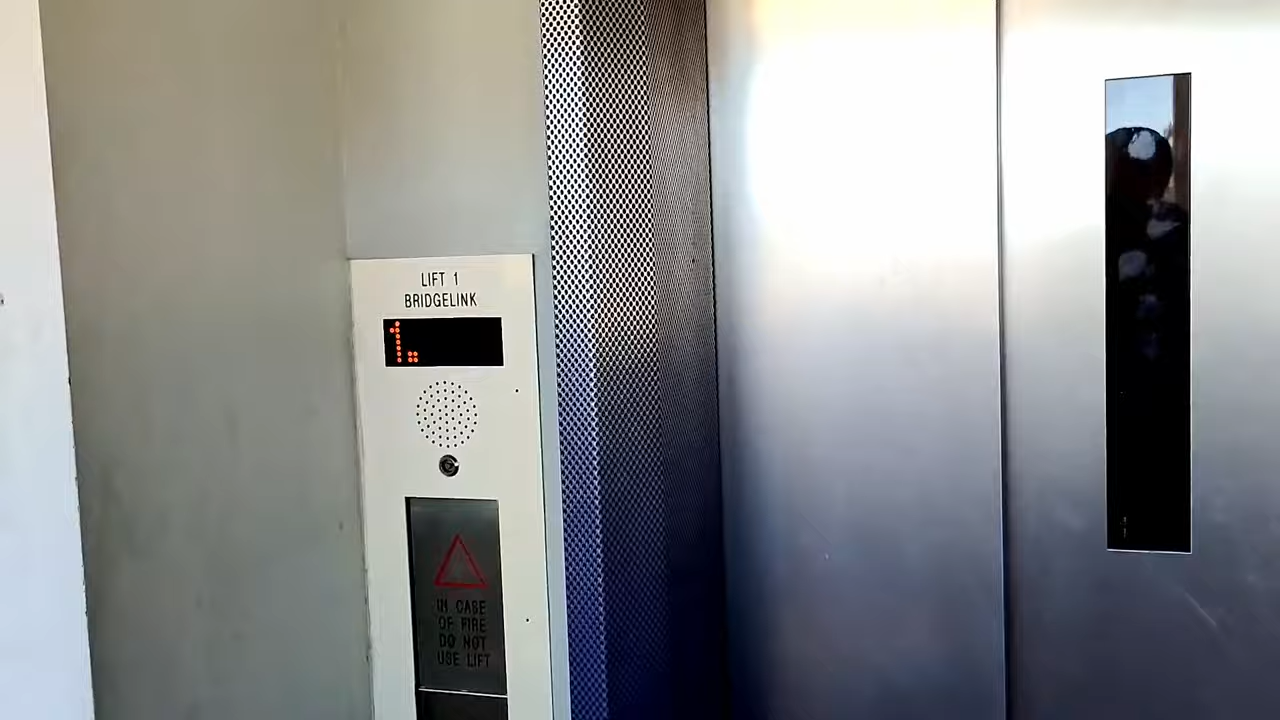 LIFT 1
BRIDGELINK
1.
IN CASE
OF FIRE
DO NOT
USE LIFT